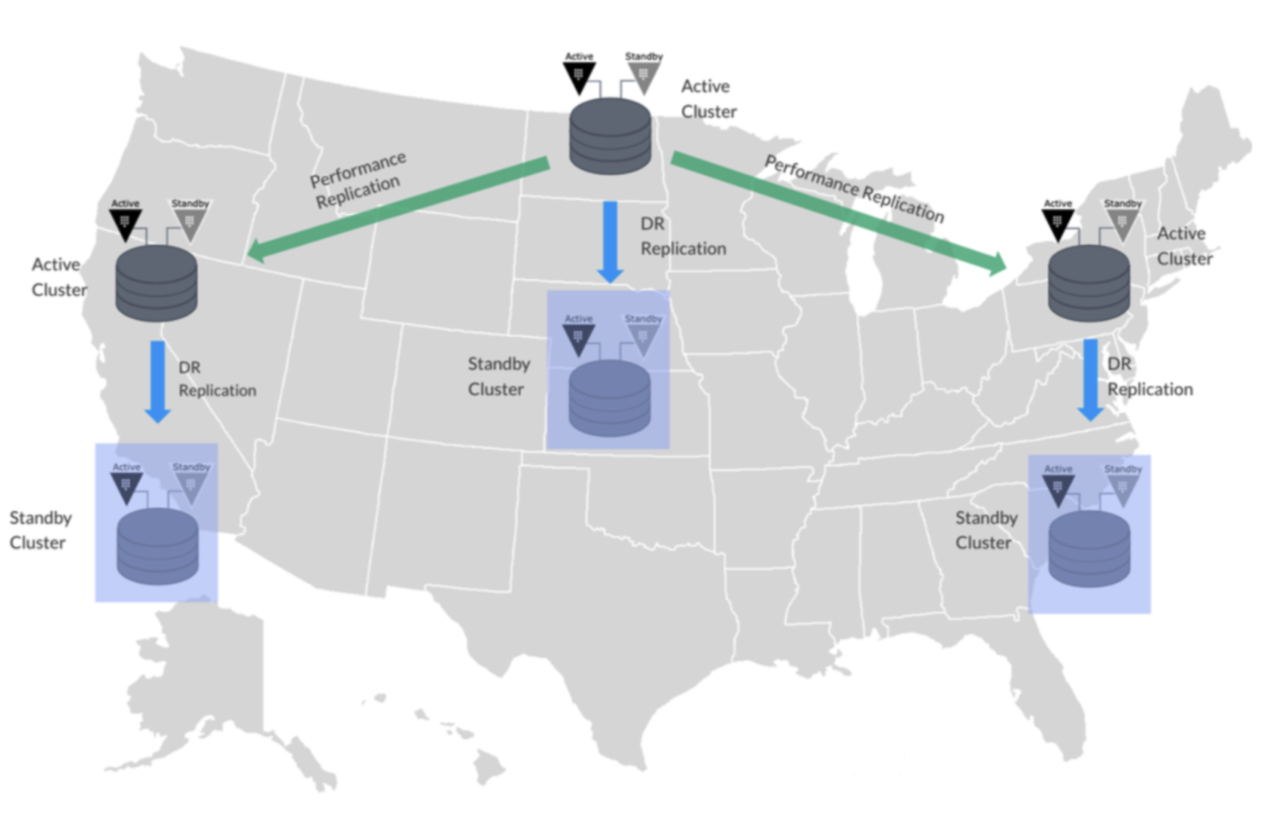 Active
Standby
Active
Cluster
Performance
Replication
Performance Replication
Active
Standby
Active
Cluster
DR
Replication
Active
Standby
Active
Cluster
DR
Replication
Active
Standby
Standby
Cluster
DR
Replication
Active
Standby
Standby
Cluster
Active
Standby
Standby
Cluster